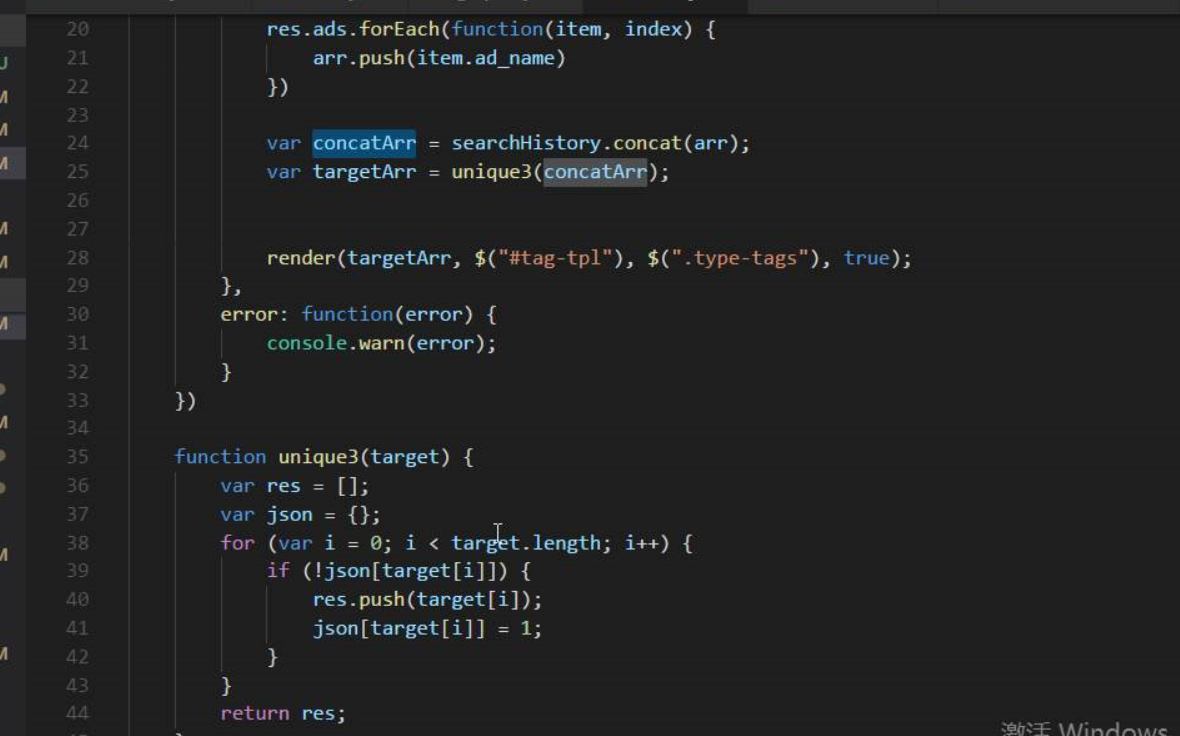 20 res.ads.forEach(function(item, index) {
21 arr.push(item.ad_name)
22 })
23
24 var concatArr = searchHistory.concat(arr);
25 var targetArr = unique3(concatArr);
26
27
28 render(targetArr, $("#tag-tpl"), $(".type-tags"), true);
29 },
30 error: function(error) {
31 console.warn(error);
32 }
33 })
34
35 function unique3(target) {
36 var res = [];
37 var json = {};
38 for (var i = 0; i < target.length; i++) {
39 if (!json[target[i]]) {
40 res.push(target[i]);
41 json[target[i]] = 1;
42 }
43 }
44 return res;
激活 Windows